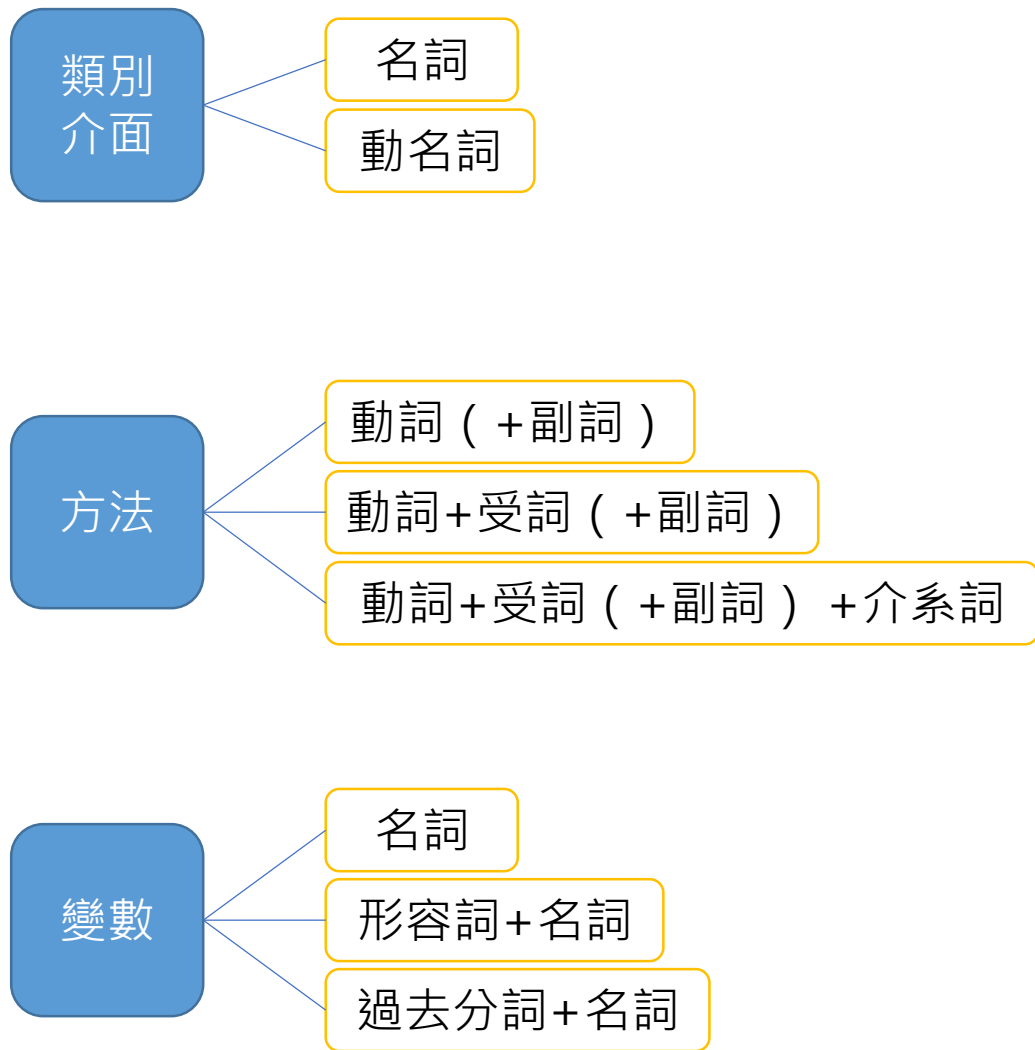 類別
介面
名詞
動名詞
方法
動詞（+副詞）
動詞+受詞（+副詞）
動詞+受詞（+副詞）+介系詞
變數
名詞
形容詞+名詞
過去分詞+名詞